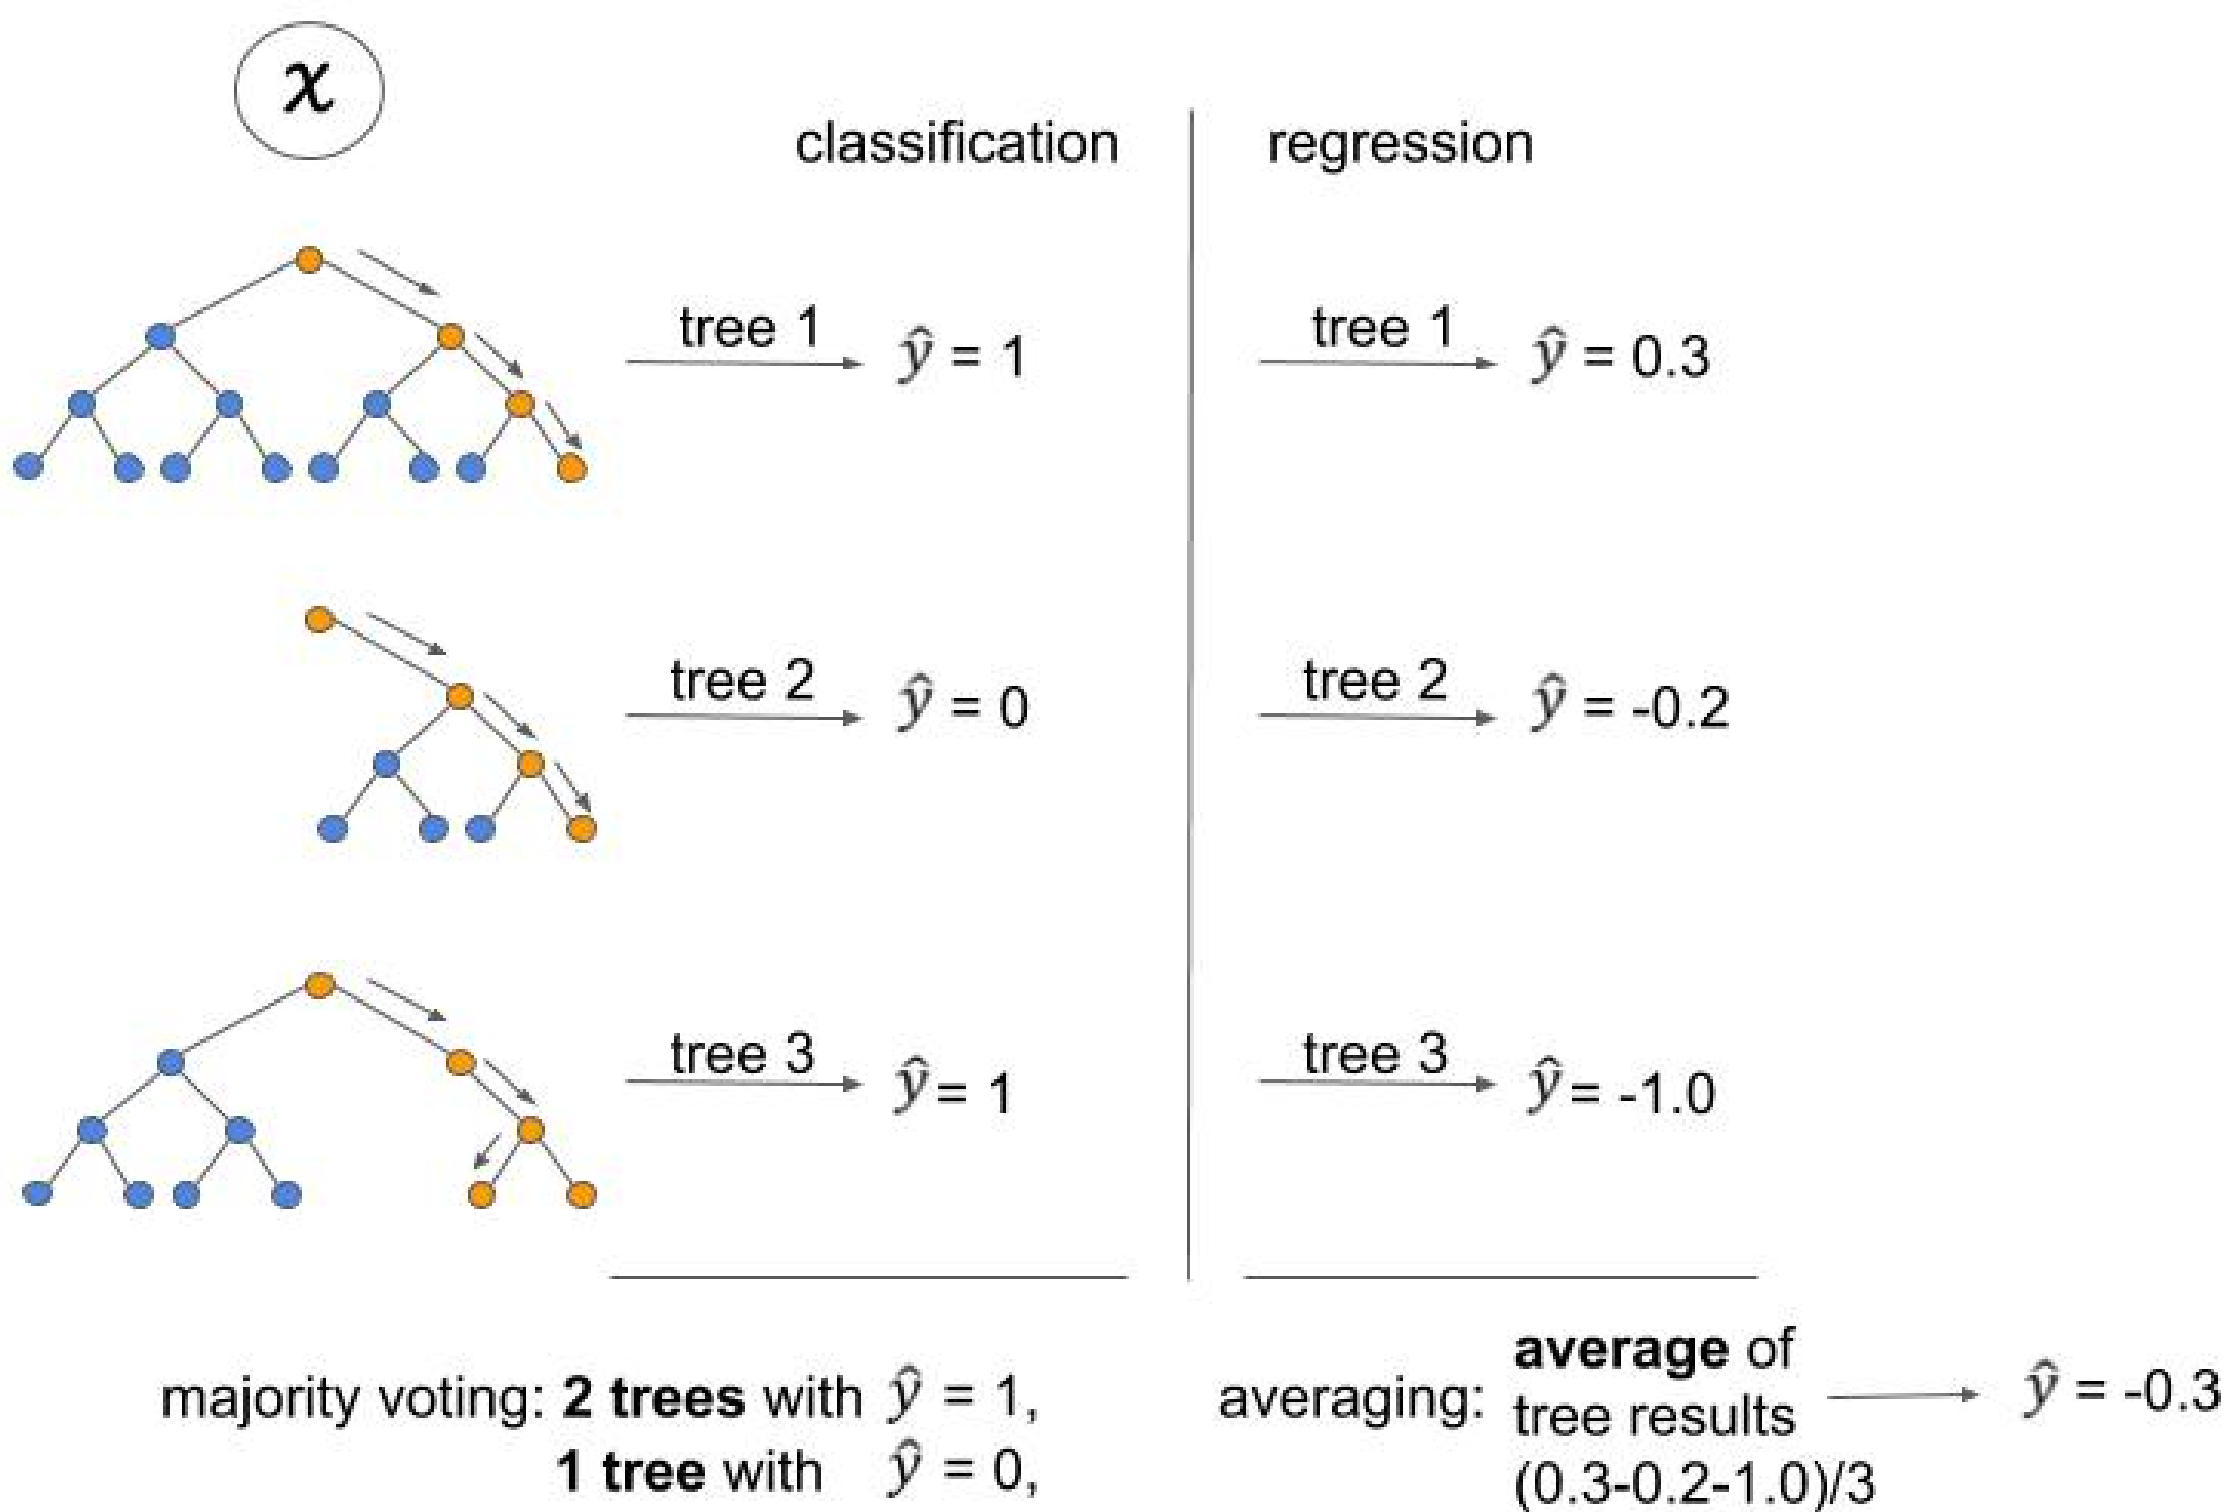 x
classification
regression
tree 1
ŷ = 1
tree 1
ŷ = 0.3
tree 2
ŷ = 0
tree 2
ŷ = -0.2
tree 3
ŷ= 1
tree 3
ŷ= -1.0
majority voting: 2 trees with ŷ = 1,
1 tree with ŷ = 0,
averaging:
average of
tree results
(0.3-0.2-1.0)/3
ŷ = -0.3